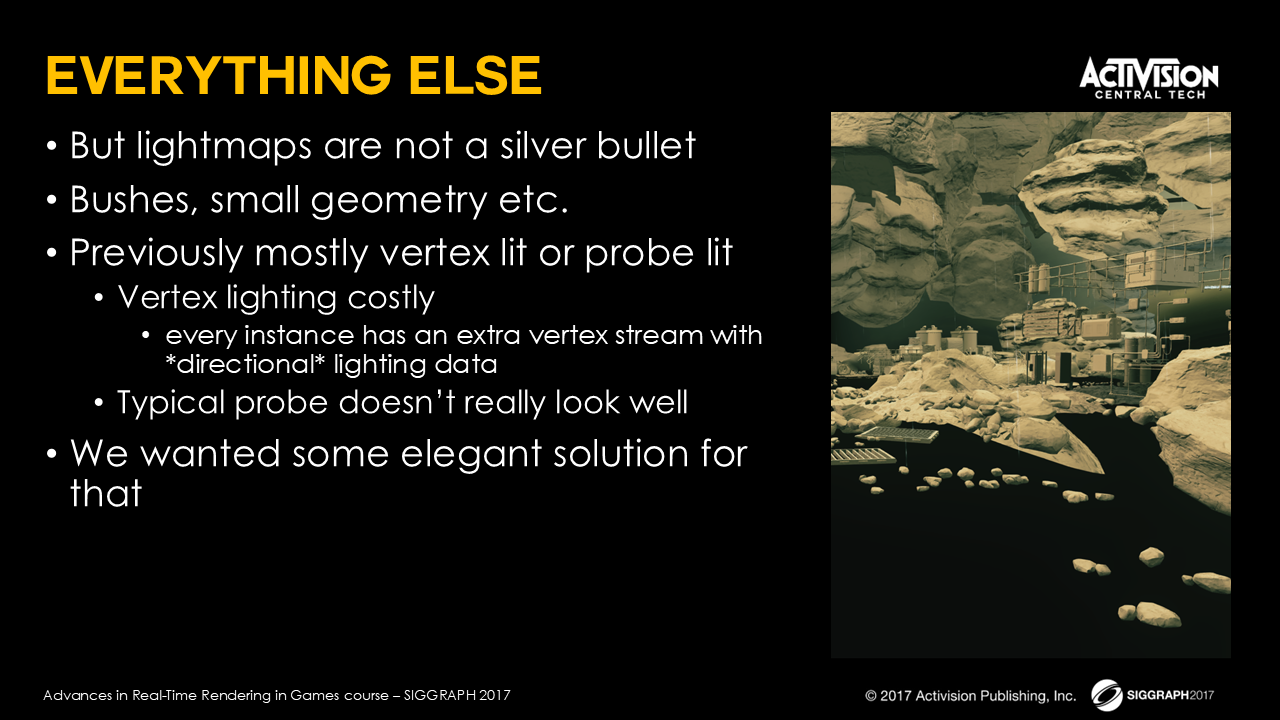 EVERYTHING ELSE
ACTIVISION
CENTRAL TECH
• But lightmaps are not a silver bullet
• Bushes, small geometry etc.
• Previously mostly vertex lit or probe lit
• Vertex lighting costly
• every instance has an extra vertex stream with
*directional* lighting data
• Typical probe doesn’t really look well
• We wanted some elegant solution for
that
Advances in Real-Time Rendering in Games course – SIGGRAPH 2017
© 2017 Activision Publishing, Inc.
SIGGRAPH2017